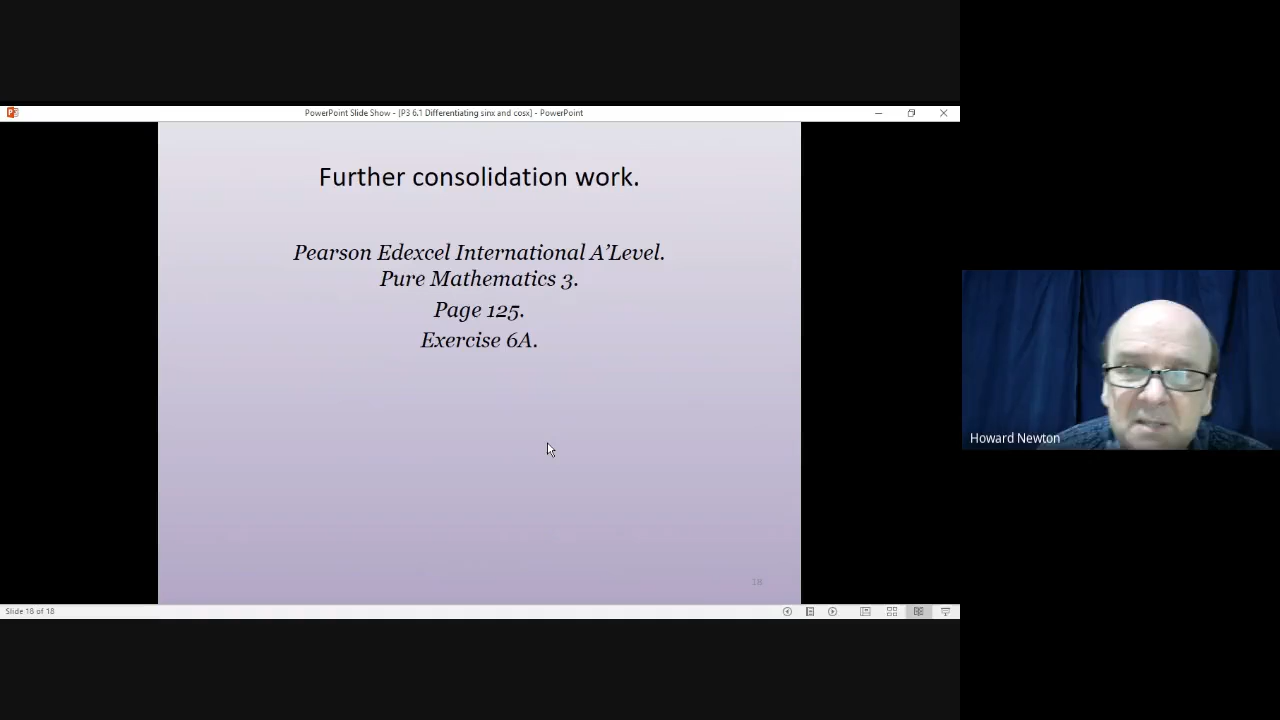 PowerPoint Slide Show - [P3 6.1 Differentiating sinx and cosx] - PowerPoint
Further consolidation work.
Pearson Edexcel International A’Level.
Pure Mathematics 3.
Page 125.
Exercise 6A.
Howard Newton
18
Slide 18 of 18